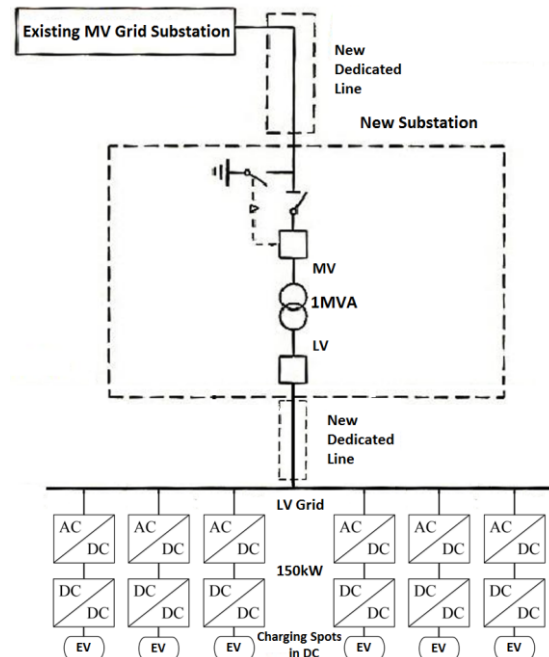 Existing MV Grid Substation
New
Dedicated
Line
New Substation
MV
1MVA
LV
New
Dedicated
Line
LV Grid
AC
DC
AC
DC
AC
DC
AC
DC
AC
DC
AC
DC
150kW
DC
DC
DC
DC
DC
DC
DC
DC
DC
DC
DC
DC
Charging Spots
in DC
EV
EV
EV
EV
EV
EV